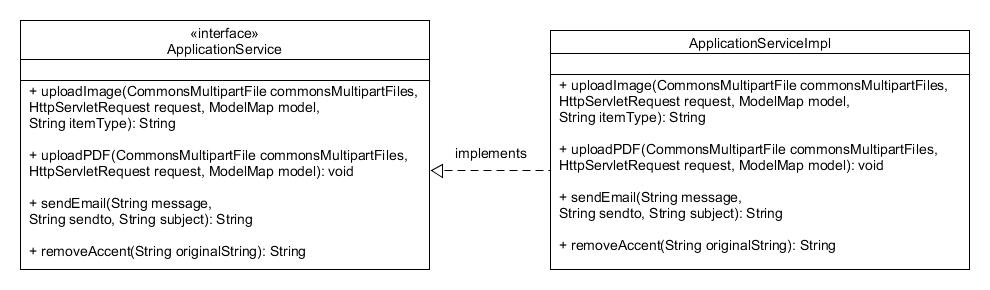 «interface»
ApplicationService
+ uploadImage(CommonsMultipartFile commonsMultipartFiles,
HttpServletRequest request, ModelMap model,
String itemType): String
+ uploadPDF(CommonsMultipartFile commonsMultipartFiles,
HttpServletRequest request, ModelMap model): void
+ sendEmail(String message,
String sendto, String subject): String
+ removeAccent(String originalString): String
implements
ApplicationServiceImpl
+ uploadImage(CommonsMultipartFile commonsMultipartFiles,
HttpServletRequest request, ModelMap model,
String itemType): String
+ uploadPDF(CommonsMultipartFile commonsMultipartFiles,
HttpServletRequest request, ModelMap model): void
+ sendEmail(String message,
String sendto, String subject): String
+ removeAccent(String originalString): String